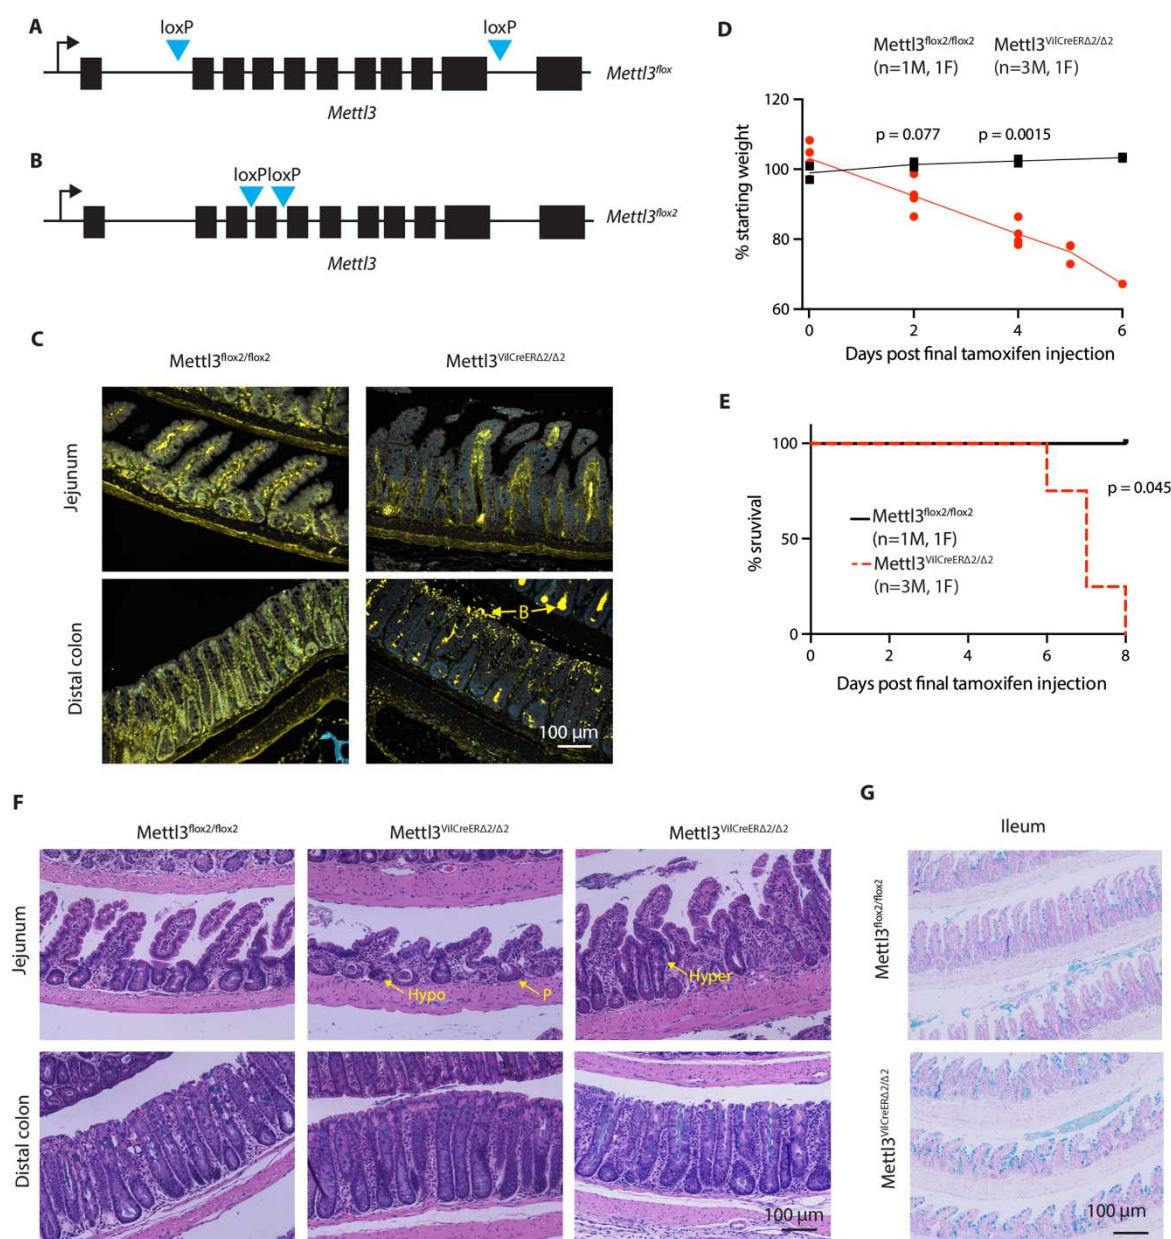 A
loxP
loxP
Mettl3flox
Mettl3
B
loxPloxP
Mettl3flox2
Mettl3
C
Mettl3flox2/flox2
Mettl3VilCreERΔ2/Δ2
Jejunum
Distal colon
B
100 µm
D
Mettl3flox2/flox2
(n=1M, 1F)
Mettl3VilCreERΔ2/Δ2
(n=3M, 1F)
% starting weight
120
100
80
60
p = 0.077
p = 0.0015
0
2
4
6
Days post final tamoxifen injection
E
% sruvival
100
50
0
p = 0.045
Mettl3flox2/flox2
(n=1M, 1F)
Mettl3VilCreERΔ2/Δ2
(n=3M, 1F)
0
2
4
6
8
Days post final tamoxifen injection
F
Mettl3flox2/flox2
Mettl3VilCreERΔ2/Δ2
Mettl3VilCreERΔ2/Δ2
Jejunum
Hypo
P
Hyper
Distal colon
100 µm
G
Ileum
Mettl3flox2/flox2
Mettl3VilCreERΔ2/Δ2
100 µm